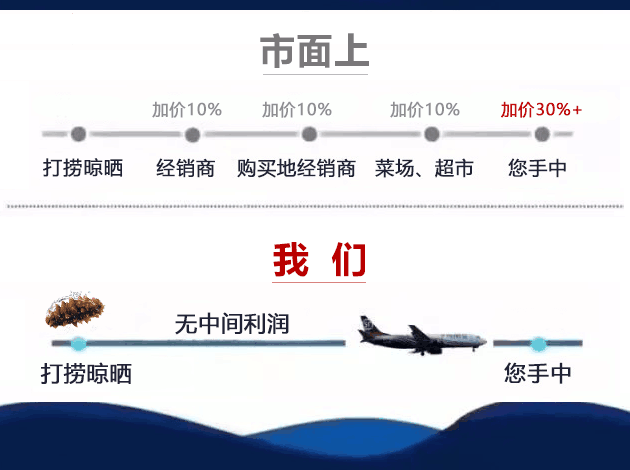 市面上
加价10% 加价10% 加价10% 加价30%+
打捞晾晒 经销商 购买地经销商 菜场、超市 您手中
我 们
无中间利润
打捞晾晒 您手中